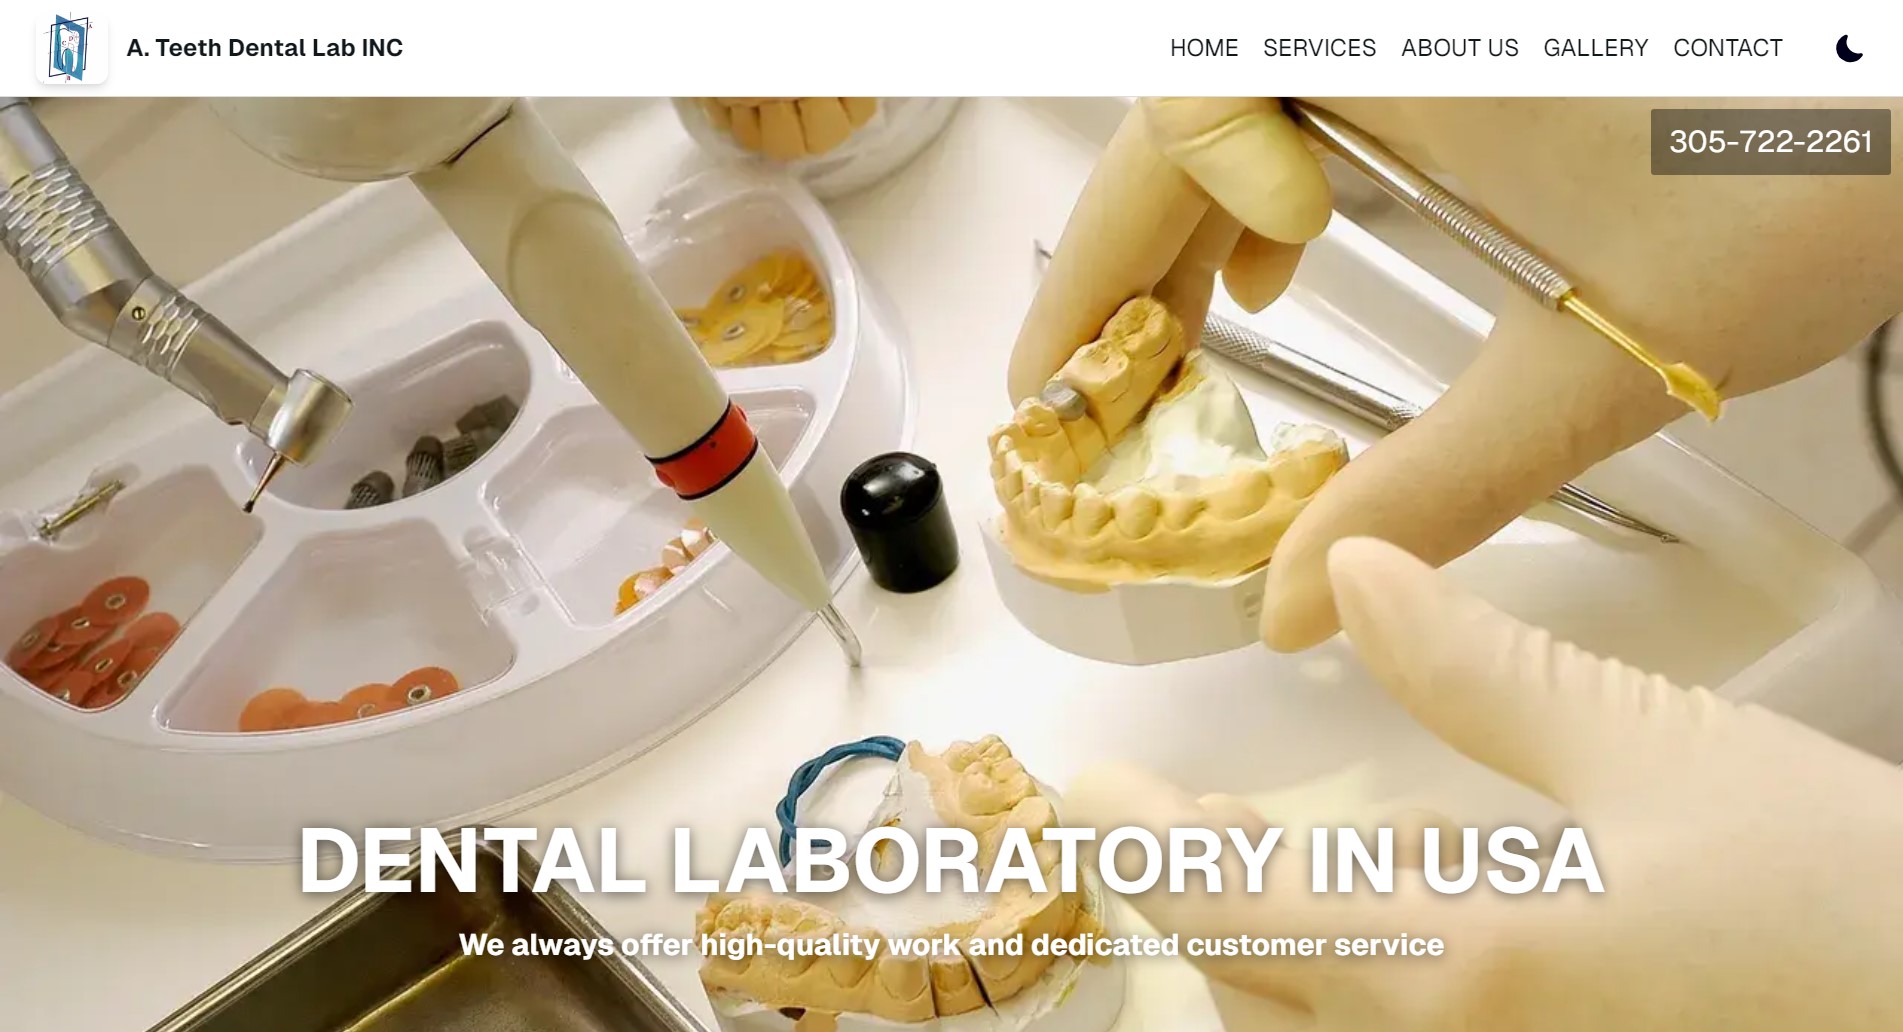 A. Teeth Dental Lab INC
HOME SERVICES ABOUT US GALLERY CONTACT
305-722-2261
DENTAL LABORATORY IN USA
We always offer high-quality work and dedicated customer service